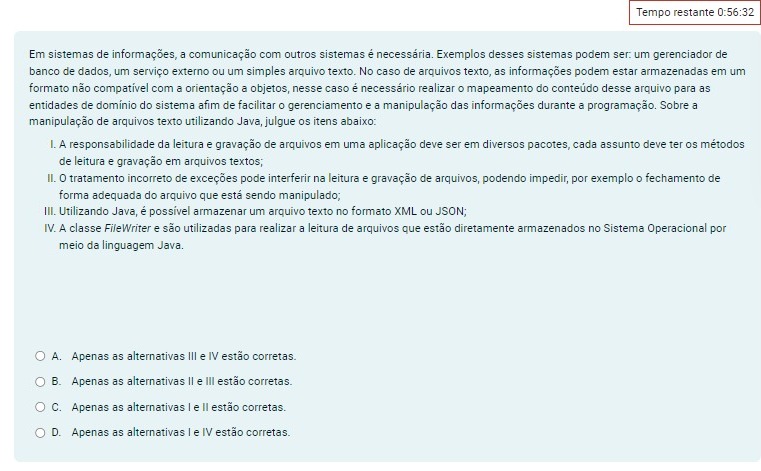 Tempo restante 0:56:32
Em sistemas de informações, a comunicação com outros sistemas é necessária. Exemplos desses sistemas podem ser: um gerenciador de
banco de dados, um serviço externo ou um simples arquivo texto. No caso de arquivos texto, as informações podem estar armazenadas em um
formato não compatível com a orientação a objetos, nesse caso é necessário realizar o mapeamento do conteúdo desse arquivo para as
entidades de domínio do sistema afim de facilitar o gerenciamento e a manipulação das informações durante a programação. Sobre a
manipulação de arquivos texto utilizando Java, julgue os itens abaixo:
I. A responsabilidade da leitura e gravação de arquivos em uma aplicação deve ser em diversos pacotes, cada assunto deve ter os métodos
de leitura e gravação em arquivos textos;
II. O tratamento incorreto de exceções pode interferir na leitura e gravação de arquivos, podendo impedir, por exemplo o fechamento de
forma adequada do arquivo que está sendo manipulado;
III. Utilizando Java, é possível armazenar um arquivo texto no formato XML ou JSON;
IV. A classe FileWriter e são utilizadas para realizar a leitura de arquivos que estão diretamente armazenados no Sistema Operacional por
meio da linguagem Java.
A. Apenas as alternativas III e IV estão corretas.
B. Apenas as alternativas II e III estão corretas.
C. Apenas as alternativas I e II estão corretas.
D. Apenas as alternativas I e IV estão corretas.